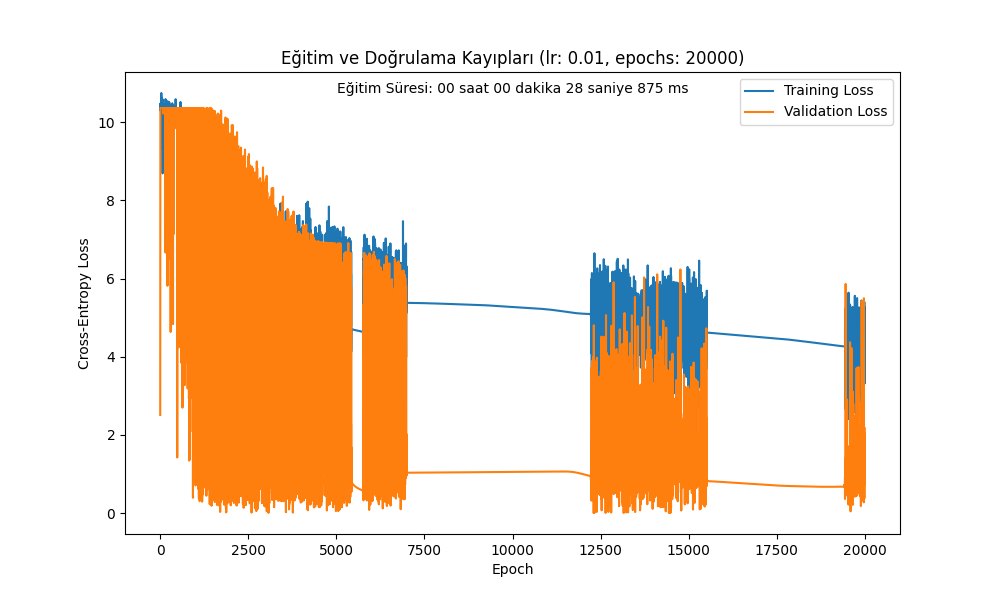 Eğitim ve Doğrulama Kayıpları (lr: 0.01, epochs: 20000)
Eğitim Süresi: 00 saat 00 dakika 28 saniye 875 ms
Training Loss
Validation Loss
Cross-Entropy Loss
10
8
6
4
2
0
0 2500 5000 7500 10000 12500 15000 17500 20000
Epoch